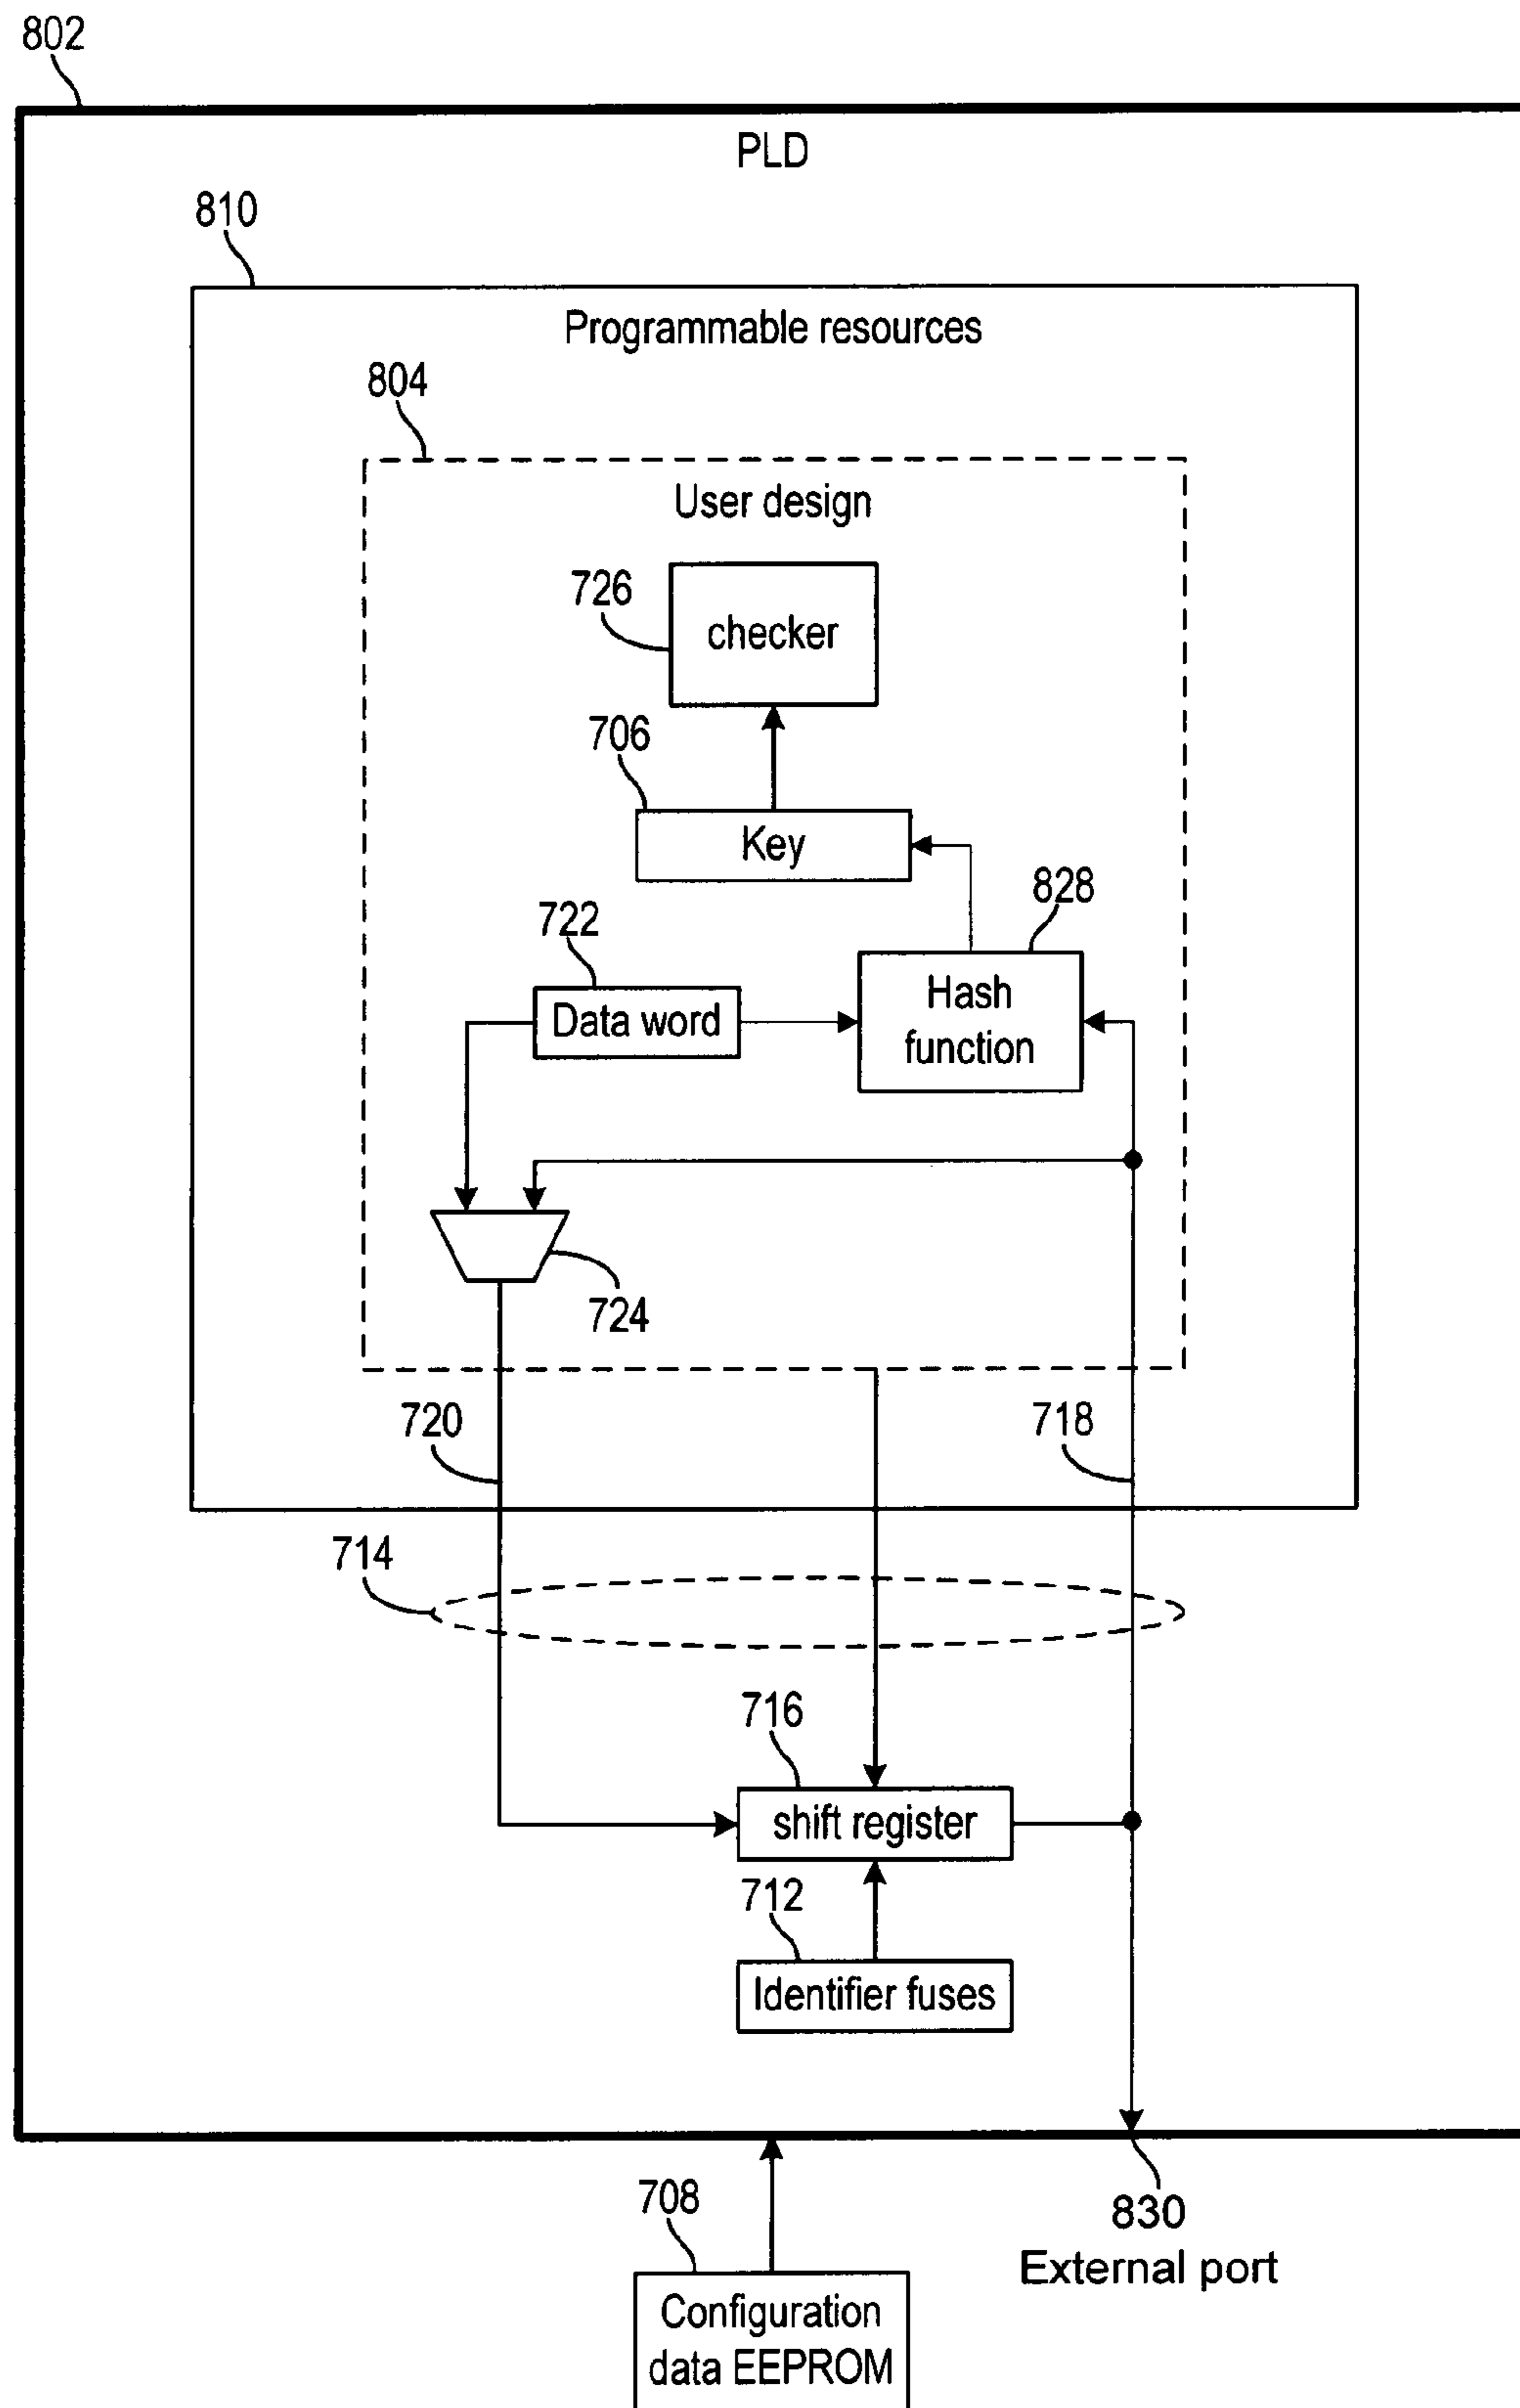 802
PLD
810
Programmable resources
804
User design
726
checker
706
Key
828
722
Hash
function
Data word
724
720
718
714
716
shift register
712
Identifier fuses
708
830
External port
Configuration
data EEPROM